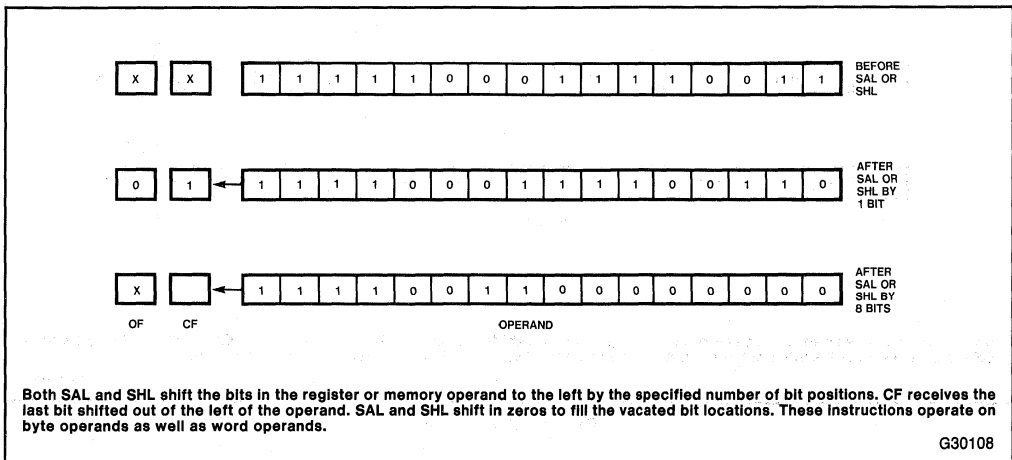 X X 1 1 1 1 1 0 0 0 1 1 1 1 0 0 1 1
BEFORE
SAL OR
SHL
0 1 1 1 1 1 0 0 0 1 1 1 1 0 0 1 1 0
AFTER
SAL OR
SHL BY
1 BIT
X 1 1 1 1 0 0 1 1 0 0 0 0 0 0 0 0
AFTER
SAL OR
SHL BY
8 BITS
OF CF OPERAND
Both SAL and SHL shift the bits in the register or memory operand to the left by the specified number of bit positions. CF receives the
last bit shifted out of the left of the operand. SAL and SHL shift in zeros to fill the vacated bit locations. These instructions operate on
byte operands as well as word operands.
G30108